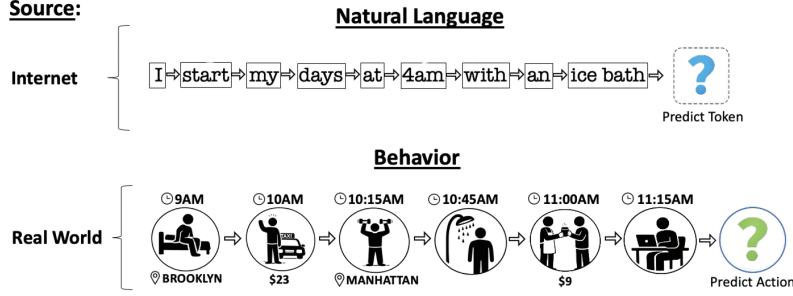 Source:
Natural Language
Internet
I start my days at 4am with an ice bath
?
Predict Token
Behavior
9AM 10AM 10:15AM 10:45AM 11:00AM 11:15AM
Real World
TAXI
?
BROOKLYN $23 MANHATTAN $9 Predict Action